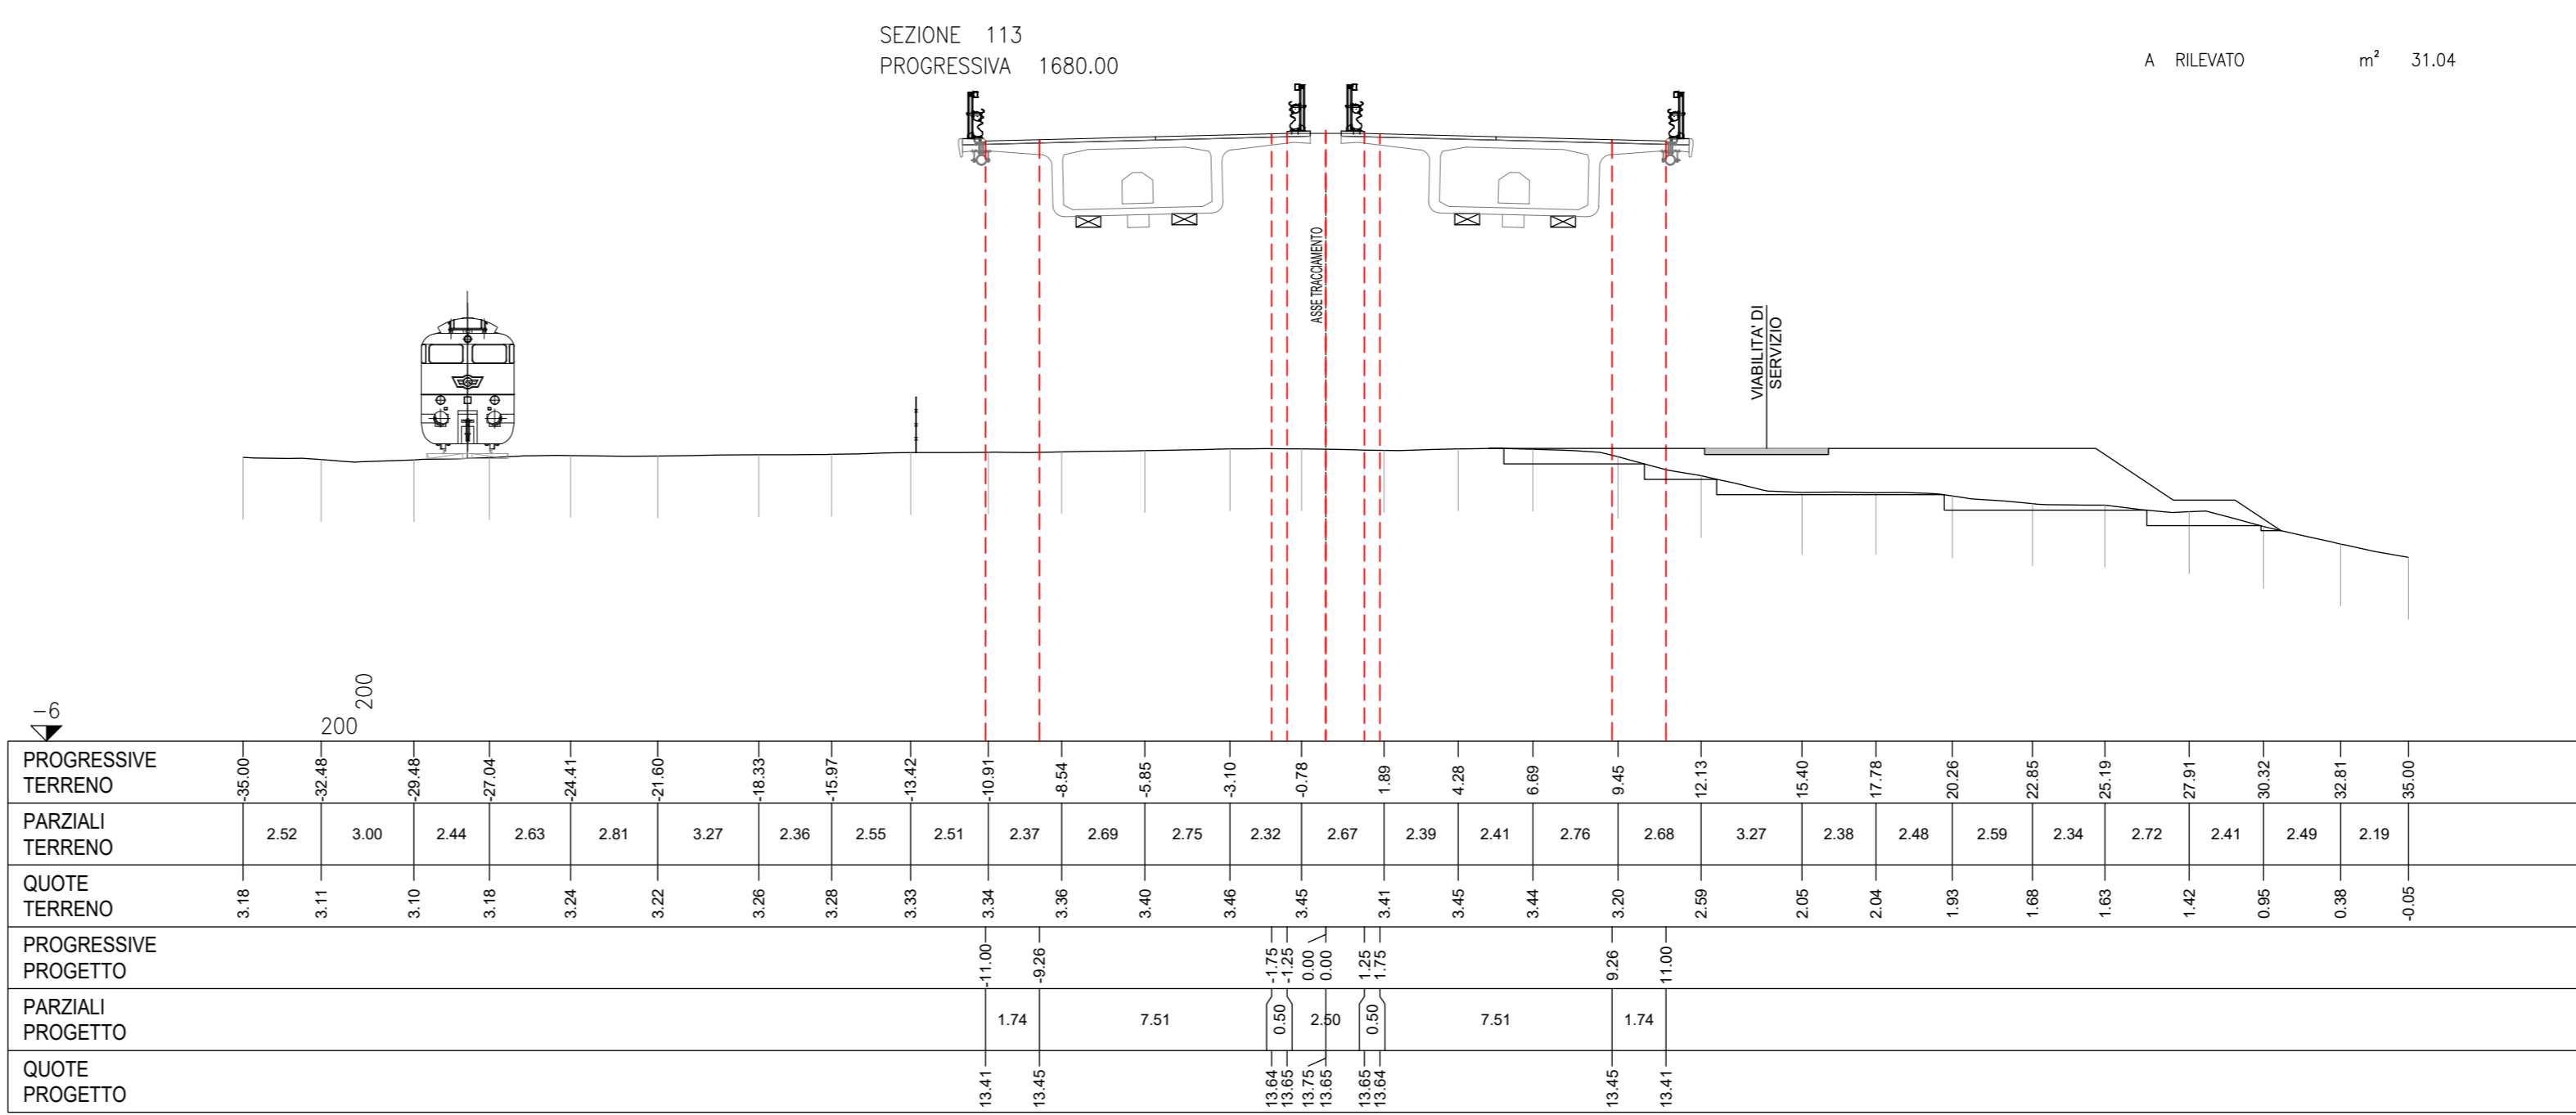 SEZIONE 113
PROGRESSIVA 1680.00
A RILEVATO m² 31.04
ASSE TRACCIAMENTO
VIABILITA' DI
SERVIZIO
-6
200
200
PROGRESSIVE
TERRENO
-35.00 -32.48 -29.48 -27.04 -24.41 -21.60 -18.33 -15.97 -13.42 -10.91 -8.54 -5.85 -3.10 -0.78 1.89 4.28 6.69 9.45 12.13 15.40 17.78 20.26 22.85 25.19 27.91 30.32 32.81 35.00
PARZIALI
TERRENO
2.52 3.00 2.44 2.63 2.81 3.27 2.36 2.55 2.51 2.37 2.69 2.75 2.32 2.67 2.39 2.41 2.76 2.68 3.27 2.38 2.48 2.59 2.34 2.72 2.41 2.49 2.19
QUOTE
TERRENO
3.18 3.11 3.10 3.18 3.24 3.22 3.26 3.28 3.33 3.34 3.36 3.40 3.46 3.45 3.41 3.45 3.44 3.20 2.59 2.05 2.04 1.93 1.68 1.63 1.42 0.95 0.38 -0.05
PROGRESSIVE
PROGETTO
-11.00 -9.26 -1.75 -1.25 0.00 0.00 1.25 1.75 9.26 11.00
PARZIALI
PROGETTO
1.74 7.51 0.50 2.50 0.50 7.51 1.74
QUOTE
PROGETTO
13.41 13.45 13.64 13.65 13.75 13.65 13.65 13.64 13.45 13.41